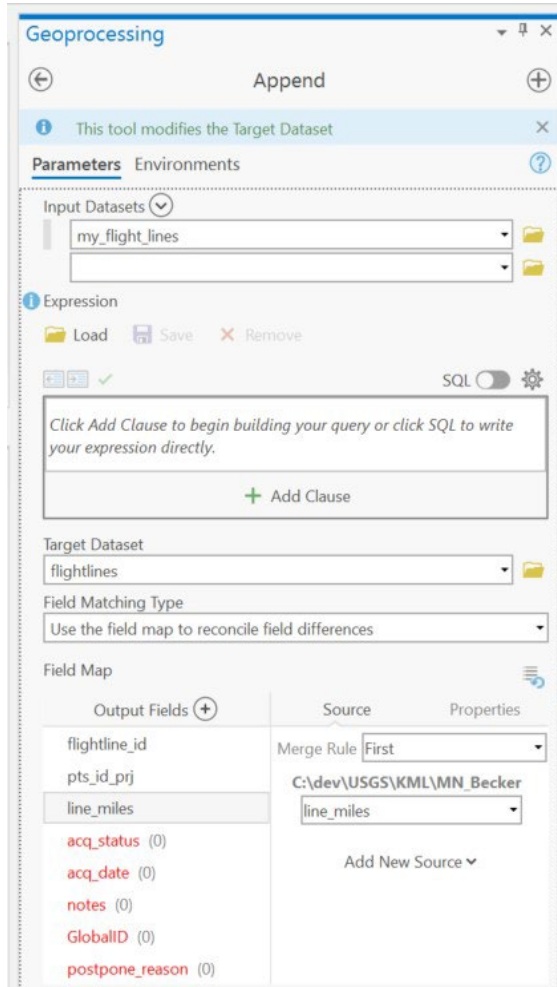 Geoprocessing
Append
This tool modifies the Target Dataset
Parameters Environments
Input Datasets
my_flight_lines
Expression
Load Save Remove
SQL
Click Add Clause to begin building your query or click SQL to write
your expression directly.
+ Add Clause
Target Dataset
flightlines
Field Matching Type
Use the field map to reconcile field differences
Field Map
Output Fields Source Properties
flightline_id
Merge Rule First
pts_id_prj
C:\dev\USGS\KML\MN_Becker
line_miles
line_miles
acq_status (0)
Add New Source
acq_date (0)
notes (0)
GlobalID (0)
postpone_reason (0)